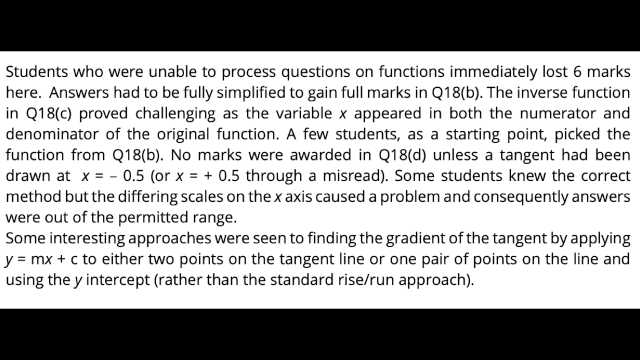 Students who were unable to process questions on functions immediately lost 6 marks
here. Answers had to be fully simplified to gain full marks in Q18(b). The inverse function
in Q18(c) proved challenging as the variable x appeared in both the numerator and
denominator of the original function. A few students, as a starting point, picked the
function from Q18(b). No marks were awarded in Q18(d) unless a tangent had been
drawn at x = – 0.5 (or x = + 0.5 through a misread). Some students knew the correct
method but the differing scales on the x axis caused a problem and consequently answers
were out of the permitted range.
Some interesting approaches were seen to finding the gradient of the tangent by applying
y = mx + c to either two points on the tangent line or one pair of points on the line and
using the y intercept (rather than the standard rise/run approach).